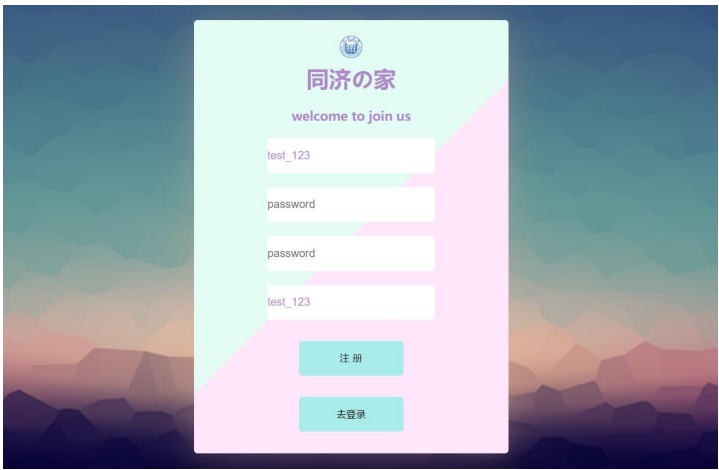 同济の家
welcome to join us
test_123
password
password
test_123
注 册
去登录